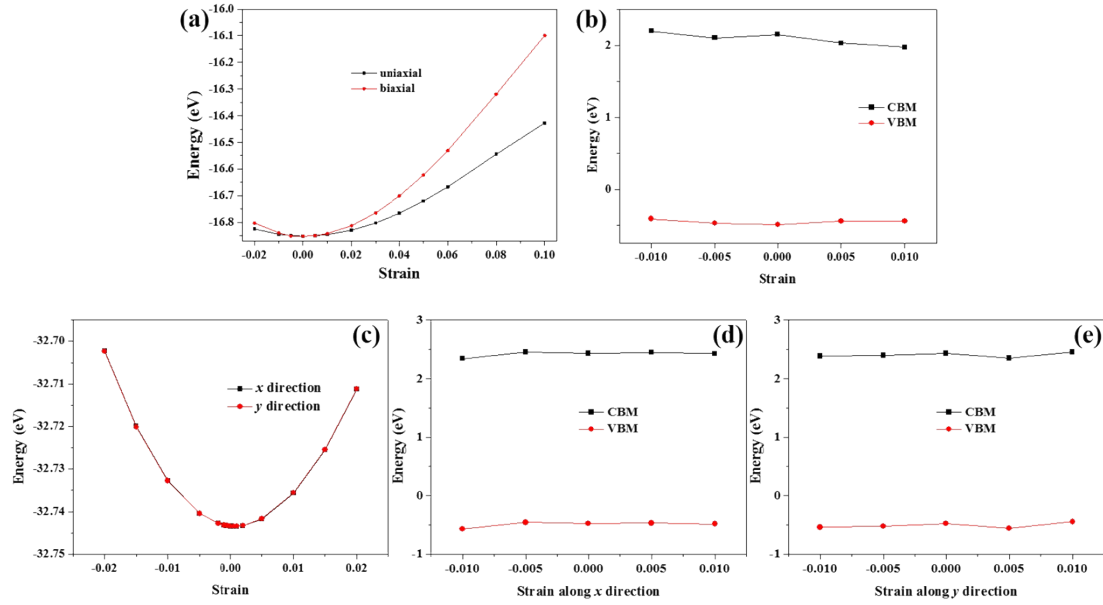 (a)
-16.0
-16.1
-16.2
-16.3
-16.4
-16.5
-16.6
-16.7
-16.8
Energy (eV)
uniaxial
biaxial
-0.02 0.00 0.02 0.04 0.06 0.08 0.10
Strain
(b)
2
0
Energy (eV)
CBM
VBM
-0.010 -0.005 0.000 0.005 0.010
Strain
(c)
-32.70
-32.71
-32.72
-32.73
-32.74
-32.75
Energy (eV)
x direction
y direction
-0.02 -0.01 0.00 0.01 0.02
Strain
(d)
3
2
1
0
-1
Energy (eV)
CBM
VBM
-0.010 -0.005 0.000 0.005 0.010
Strain along x direction
(e)
3
2
1
0
-1
Energy (eV)
CBM
VBM
-0.010 -0.005 0.000 0.005 0.010
Strain along y direction